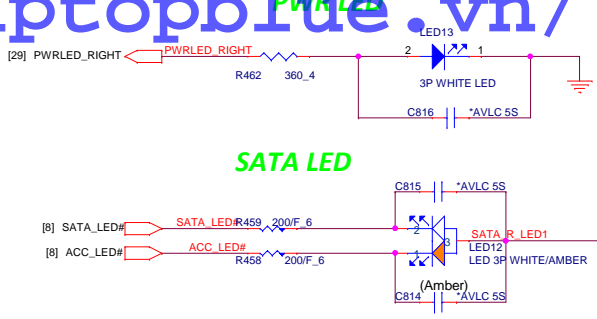 ptopblue.vn/
PWR LED
LED13
[29] PWRLED_RIGHT PWRLED_RIGHT 2 1
R462 360_4 3P WHITE LED
C816 *AVLC 5S
SATA LED
C815 *AVLC 5S
[8] SATA_LED# SATA_LED# R459 200/F_6 2 SATA_R_LED1
3 LED12
[8] ACC_LED# ACC_LED# R458 200/F_6 1 LED 3P WHITE/AMBER
(Amber)
C814 *AVLC 5S